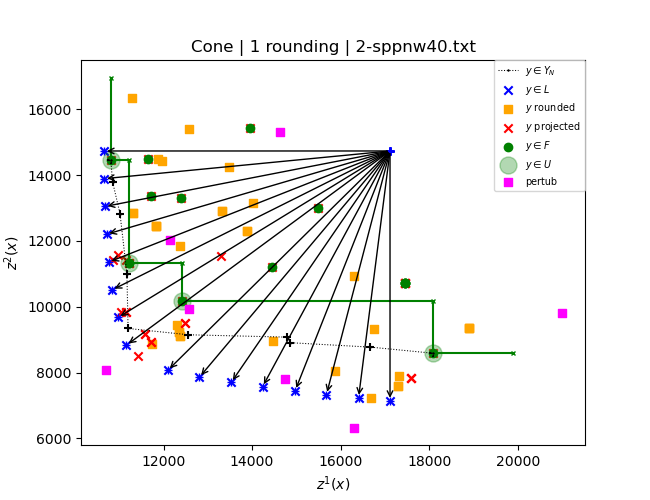 Cone | 1 rounding | 2-sppnw40.txt
z²(x)
16000
14000
12000
10000
8000
6000
12000
14000
16000
18000
20000
z¹(x)
y ∈ Y_N
y ∈ L
y rounded
y projected
y ∈ F
y ∈ U
pertub